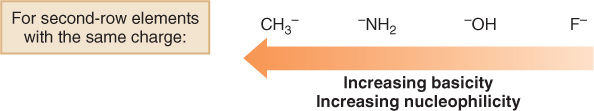 For second-row elements
with the same charge:
CH₃⁻ ⁻NH₂ ⁻OH F⁻
Increasing basicity
Increasing nucleophilicity